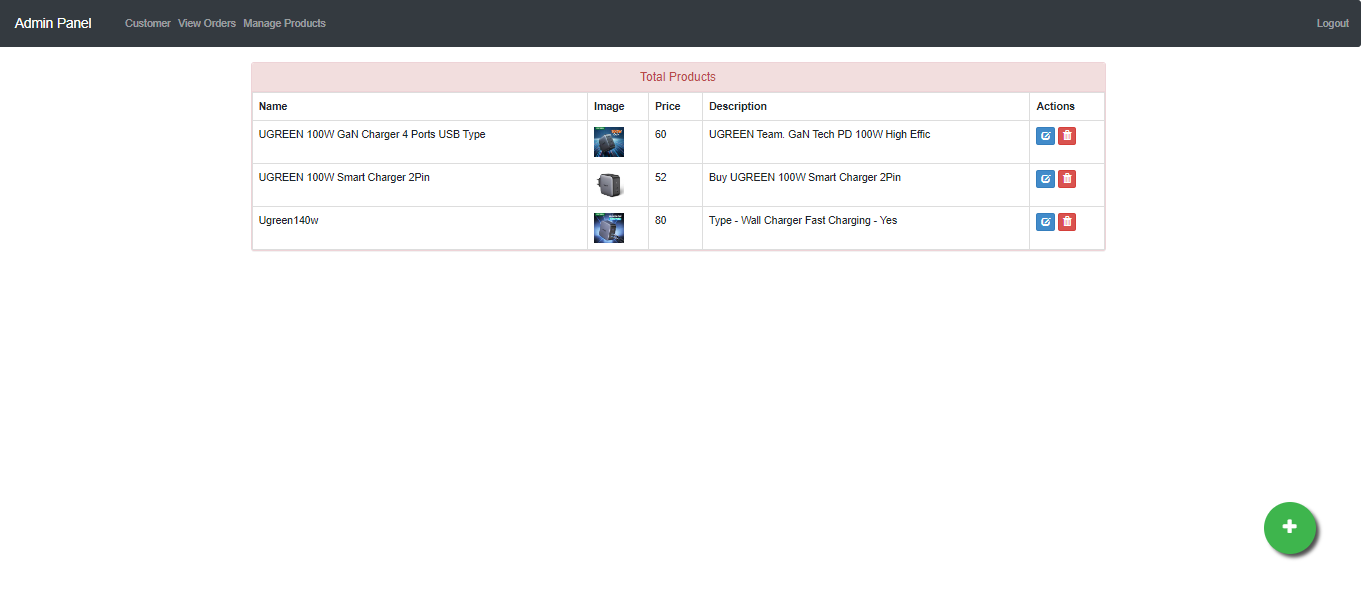 Admin Panel Customer View Orders Manage Products Logout
Total Products
Name Image Price Description Actions
UGREEN 100W GaN Charger 4 Ports USB Type 60 UGREEN Team. GaN Tech PD 100W High Effic
UGREEN 100W Smart Charger 2Pin 52 Buy UGREEN 100W Smart Charger 2Pin
Ugreen140w 80 Type - Wall Charger Fast Charging - Yes